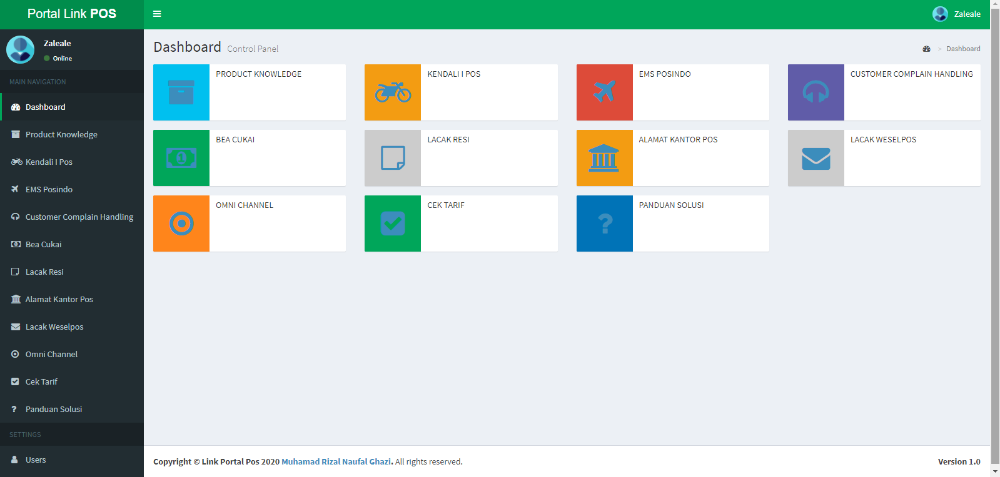 Portal Link POS
Zaleale
Zaleale
Online
MAIN NAVIGATION
Dashboard
Product Knowledge
Kendali I Pos
EMS Posindo
Customer Complain Handling
Bea Cukai
Lacak Resi
Alamat Kantor Pos
Lacak Weselpos
Omni Channel
Cek Tarif
Panduan Solusi
SETTINGS
Users
Dashboard Control Panel
> Dashboard
PRODUCT KNOWLEDGE
KENDALI I POS
EMS POSINDO
CUSTOMER COMPLAIN HANDLING
BEA CUKAI
LACAK RESI
ALAMAT KANTOR POS
LACAK WESELPOS
OMNI CHANNEL
CEK TARIF
PANDUAN SOLUSI
Copyright © Link Portal Pos 2020 Muhamad Rizal Naufal Ghazi. All rights reserved.
Version 1.0